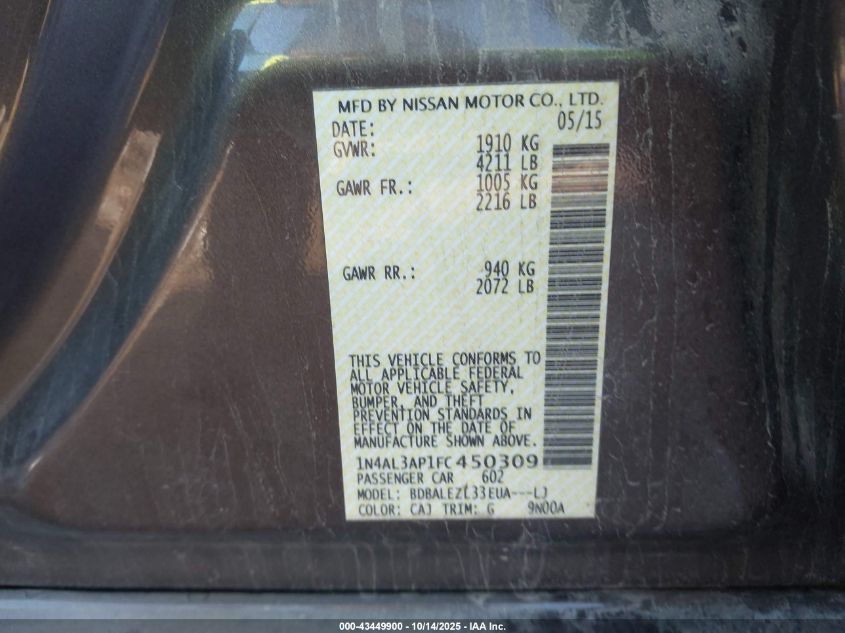 MFD BY NISSAN MOTOR CO., LTD.
DATE: 05/15
GVWR: 1910 KG
4211 LB
GAWR FR.: 1005 KG
2216 LB
GAWR RR.: 940 KG
2072 LB
THIS VEHICLE CONFORMS TO
ALL APPLICABLE FEDERAL
MOTOR VEHICLE SAFETY,
BUMPER, AND THEFT
PREVENTION STANDARDS IN
EFFECT ON THE DATE OF
MANUFACTURE SHOWN ABOVE.
1N4AL3AP1FC450309
PASSENGER CAR 602
MODEL: BDBALEZL33EUA---LJ
COLOR: CAJ TRIM: G 9N00A
000-43449900 - 10/14/2025 - IAA Inc.